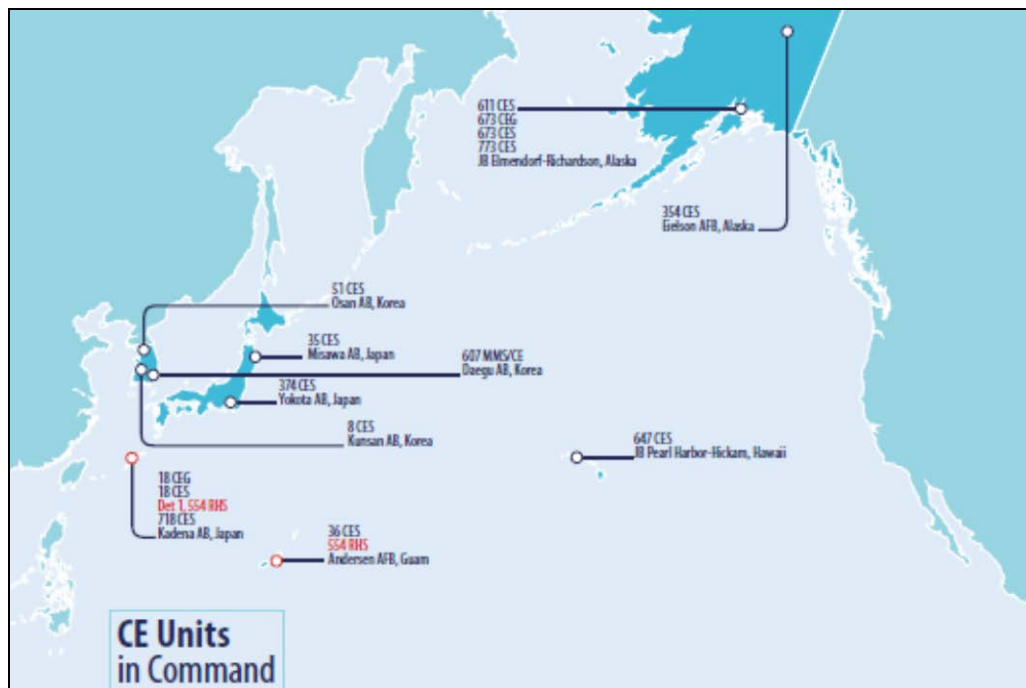 611 CES
673 CEG
673 CES
773 CES
JB Elmendorf-Richardson, Alaska
354 CES
Eielson AFB, Alaska
51 CES
Osan AB, Korea
35 CES
Misawa AB, Japan
607 MMS/CE
Daegu AB, Korea
374 CES
Yokota AB, Japan
8 CES
Kunsan AB, Korea
647 CES
JB Pearl Harbor-Hickam, Hawaii
18 CEG
18 CES
Det 1, 554 RHS
718 CES
Kadena AB, Japan
36 CES
554 RHS
Andersen AFB, Guam
CE Units
in Command